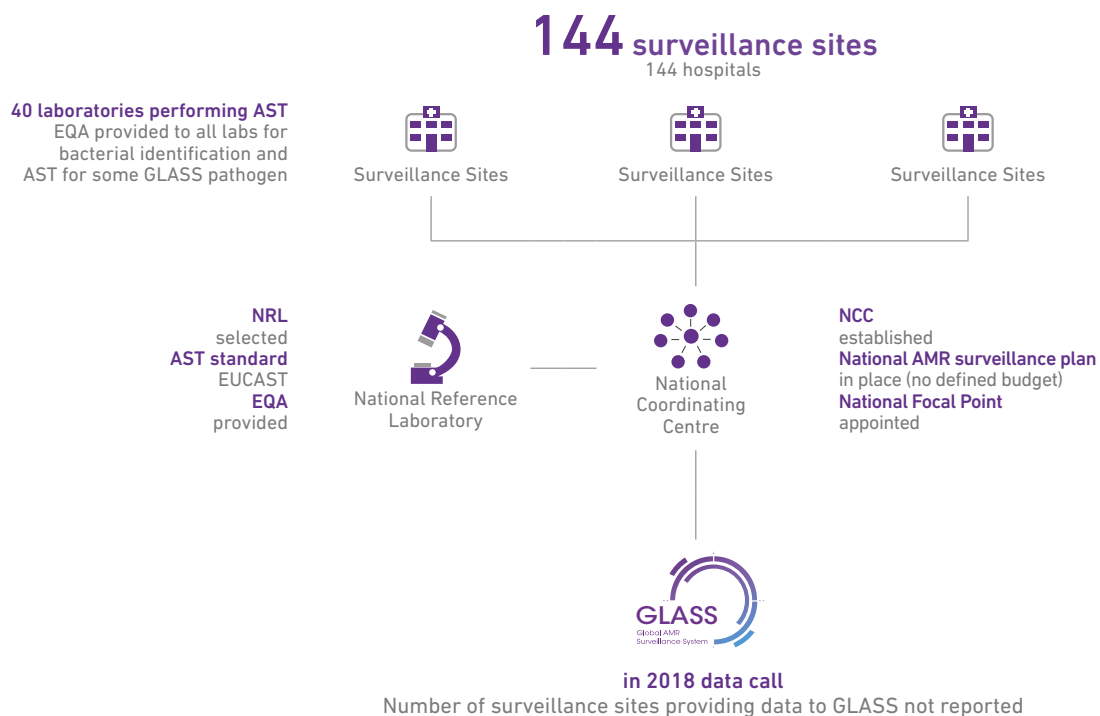 144 surveillance sites
144 hospitals
40 laboratories performing AST
EQA provided to all labs for
bacterial identification and
AST for some GLASS pathogen
Surveillance Sites
Surveillance Sites
Surveillance Sites
NRL
selected
AST standard
EUCAST
EQA
provided
National Reference
Laboratory
National
Coordinating
Centre
NCC
established
National AMR surveillance plan
in place (no defined budget)
National Focal Point
appointed
GLASS
Global AMR
Surveillance System
in 2018 data call
Number of surveillance sites providing data to GLASS not reported